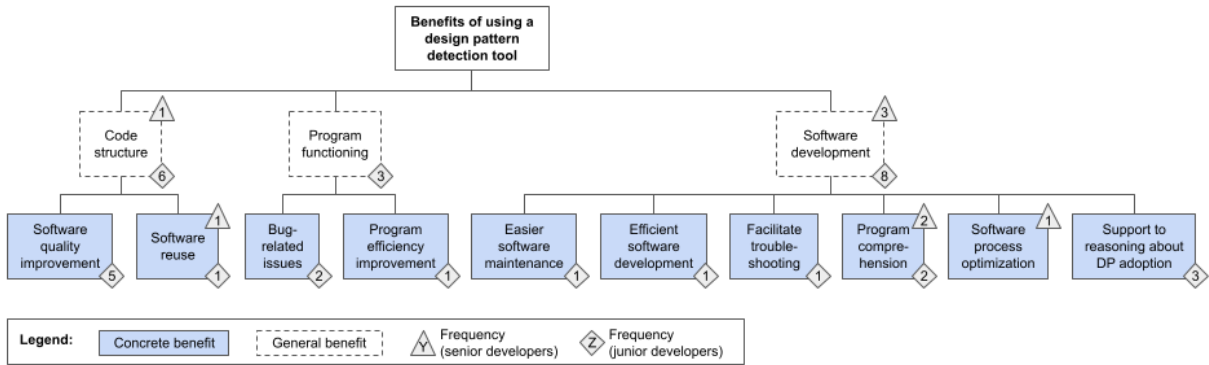 Benefits of using a
design pattern
detection tool
1
Code
structure
6
Program
functioning
3
3
Software
development
8
Software
quality
improvement
5
1
Software
reuse
1
Bug-
related
issues
2
Program
efficiency
improvement
1
Easier
software
maintenance
1
Efficient
software
development
1
Facilitate
trouble-
shooting
1
2
Program
compre-
hension
2
1
Software
process
optimization
Support to
reasoning about
DP adoption
3
Legend:
Concrete benefit
General benefit
Y
Frequency
(senior developers)
Z
Frequency
(junior developers)